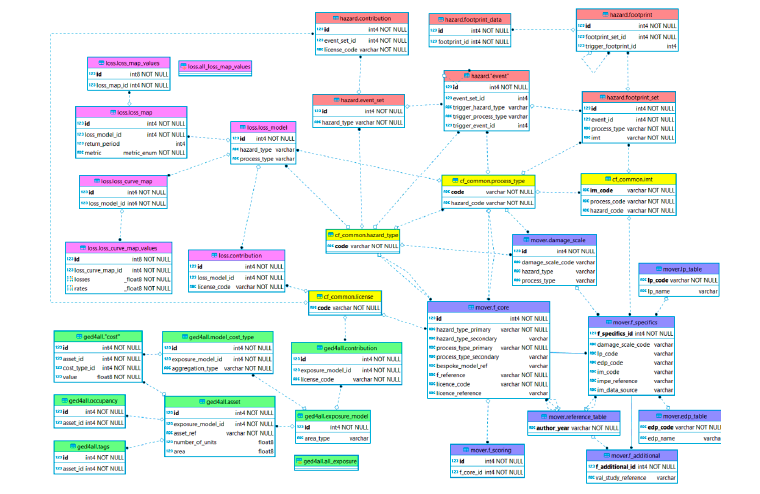 hazard.contribution
id int4 NOT NULL
event_set_id int4 NOT NULL
license_code varchar NOT NULL
hazard.footprint_data
id int4 NOT NULL
footprint_id int4 NOT NULL
hazard.footprint
id int4 NOT NULL
footprint_set_id int4 NOT NULL
trigger_footprint_id int4
loss.loss_map_values
id int8 NOT NULL
loss_map_id int4 NOT NULL
loss.all_loss_map_values
hazard."event"
id int4 NOT NULL
event_set_id int4
trigger_hazard_type varchar
trigger_process_type varchar
trigger_event_id int4
hazard.event_set
id int4 NOT NULL
hazard_type varchar NOT NULL
hazard.footprint_set
id int4 NOT NULL
event_id int4 NOT NULL
process_type varchar NOT NULL
imt varchar NOT NULL
loss.loss_map
id int4 NOT NULL
loss_model_id int4 NOT NULL
return_period int4
metric metric_enum NOT NULL
loss.loss_model
id int4 NOT NULL
hazard_type varchar
process_type varchar
loss.loss_curve_map
id int4 NOT NULL
loss_model_id int4 NOT NULL
cf_common.process_type
code varchar NOT NULL
hazard_code varchar NOT NULL
cf_common.imt
im_code varchar NOT NULL
process_code varchar NOT NULL
hazard_code varchar NOT NULL
loss.loss_curve_map_values
id int8 NOT NULL
loss_curve_map_id int4 NOT NULL
losses _float8 NOT NULL
rates _float8 NOT NULL
loss.contribution
id int4 NOT NULL
loss_model_id int4 NOT NULL
license_code varchar NOT NULL
cf_common.hazard_type
code varchar NOT NULL
mover.damage_scale
id int4 NOT NULL
damage_scale_code varchar
hazard_type varchar
process_type varchar
mover.lp_table
lp_code varchar NOT NULL
lp_name varchar
cf_common.license
code varchar NOT NULL
mover.f_core
id int4 NOT NULL
hazard_type_primary varchar NOT NULL
hazard_type_secondary varchar
process_type_primary varchar NOT NULL
process_type_secondary varchar
bespoke_model_ref varchar
f_reference varchar NOT NULL
licence_code varchar NOT NULL
licence_reference varchar
mover.f_specifics
f_specifics_id int4 NOT NULL
damage_scale_code varchar
lp_code varchar
edp_code varchar
im_code varchar
impe_reference varchar
im_data_source varchar
ged4all."cost"
id int4 NOT NULL
asset_id int4 NOT NULL
cost_type_id int4 NOT NULL
value float8 NOT NULL
ged4all.model_cost_type
id int4 NOT NULL
exposure_model_id int4 NOT NULL
aggregation_type varchar NOT NULL
ged4all.contribution
id int4 NOT NULL
exposure_model_id int4 NOT NULL
license_code varchar NOT NULL
ged4all.occupancy
id int4 NOT NULL
asset_id int4 NOT NULL
ged4all.asset
id int4 NOT NULL
exposure_model_id int4 NOT NULL
asset_ref varchar NOT NULL
number_of_units float8
area float8
ged4all.exposure_model
id int4 NOT NULL
area_type varchar
mover.reference_table
author_year varchar NOT NULL
mover.edp_table
edp_code varchar NOT NULL
edp_name varchar
ged4all.tags
id int4 NOT NULL
asset_id int4 NOT NULL
ged4all.all_exposure
mover.f_scoring
id int4 NOT NULL
f_core_id int4 NOT NULL
mover.f_additional
f_additional_id int4 NOT NULL
ival_study_reference varchar